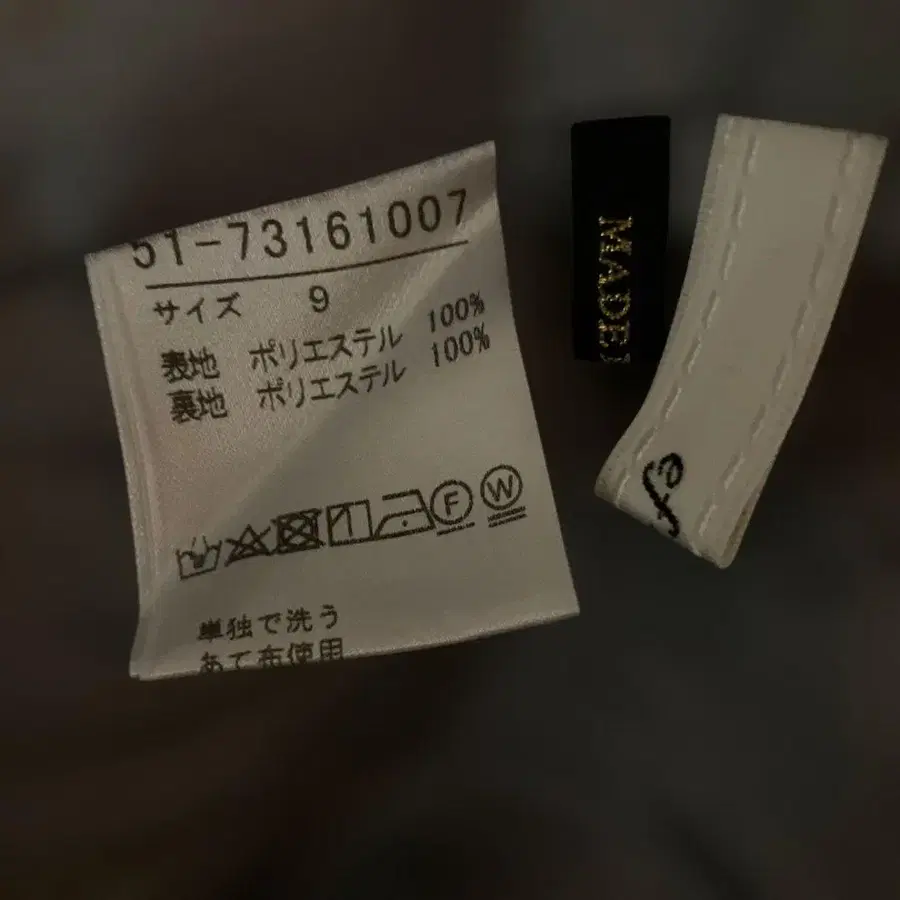 51-73161007
サイズ 9
表地 ポリエステル 100%
裏地 ポリエステル 100%
F
W
単独で洗う
あて布使用
MADE
ef